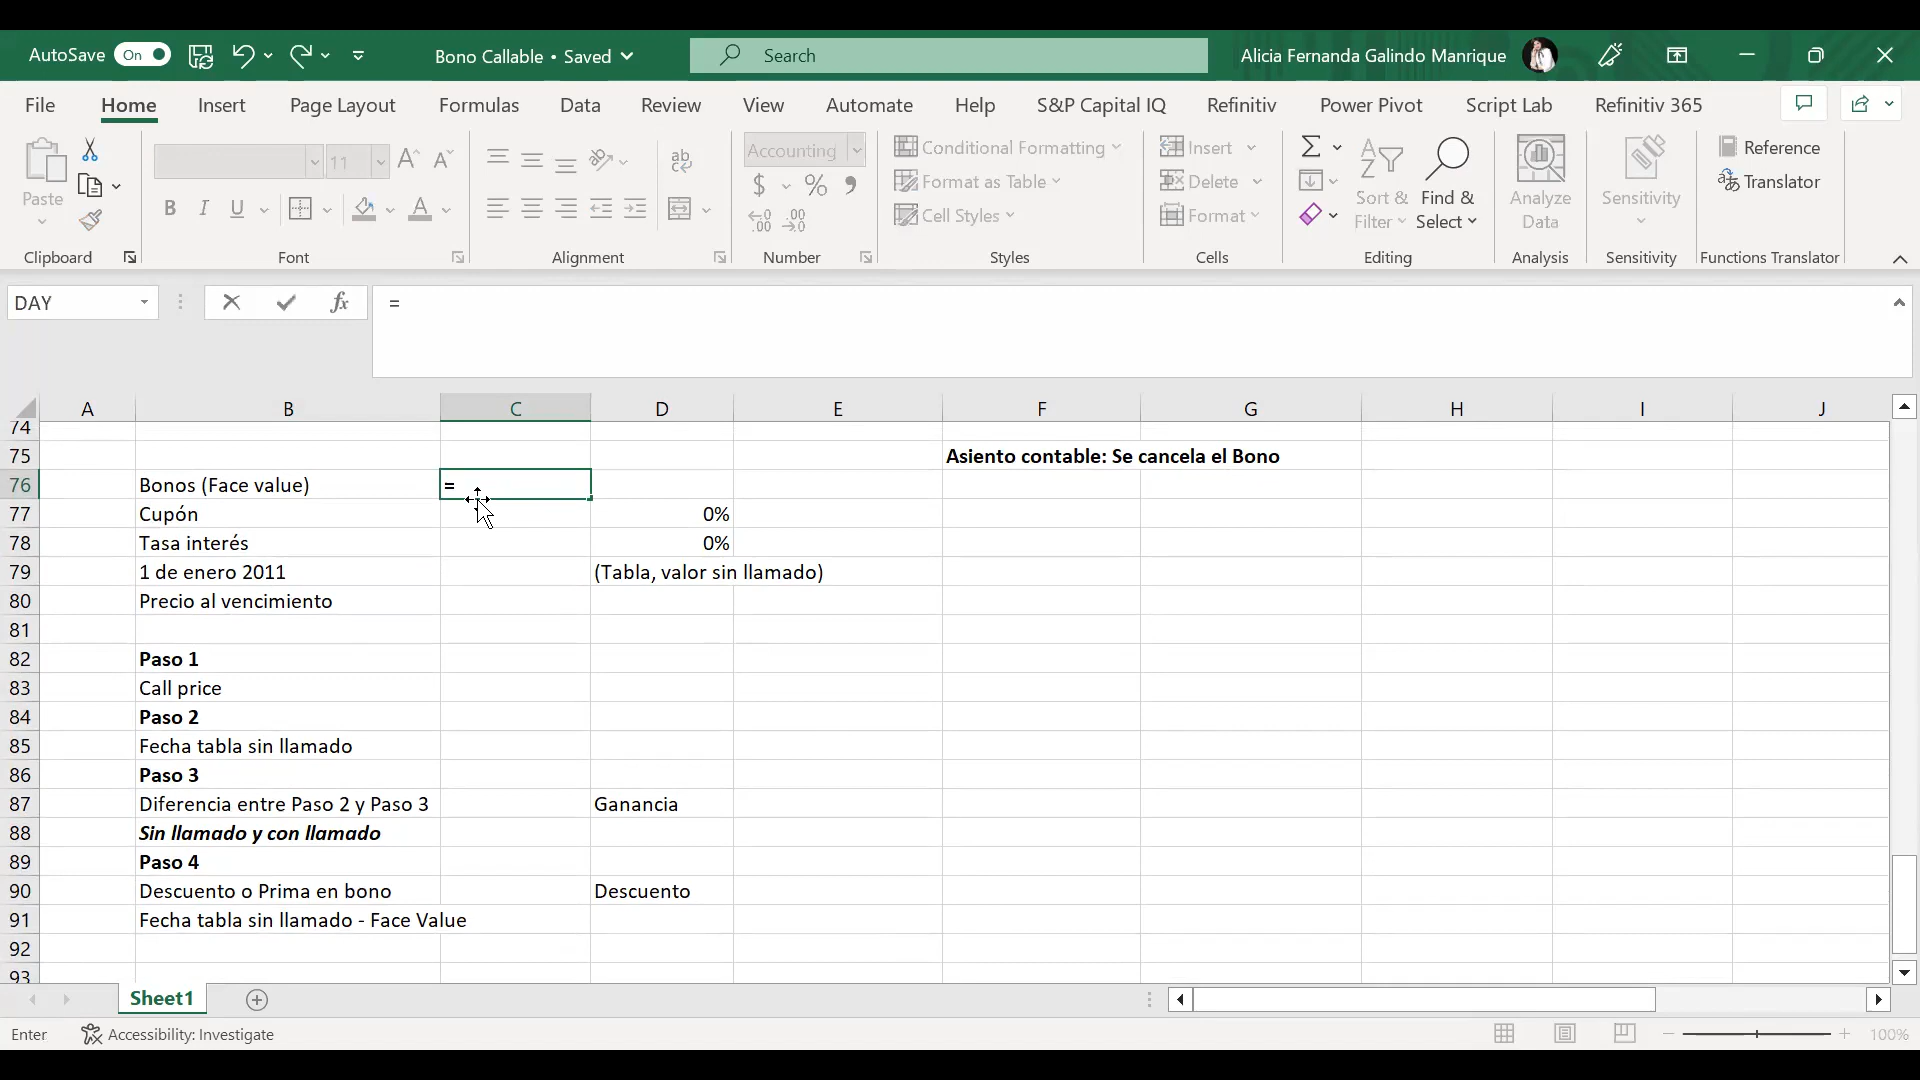 AutoSave On Bono Callable • Saved Search Alicia Fernanda Galindo Manrique
File Home Insert Page Layout Formulas Data Review View Automate Help S&P Capital IQ Refinitiv Power Pivot Script Lab Refinitiv 365
Paste 11 Accounting Conditional Formatting Insert Sort & Filter Find & Select Analyze Data Sensitivity Reference
B I U ab $ % Format as Table Delete Translator
Cell Styles Format
Clipboard Font Alignment Number Styles Cells Editing Analysis Sensitivity Functions Translator
DAY fx =
A B C D E F G H I J
74
75 Asiento contable: Se cancela el Bono
76 Bonos (Face value) =
77 Cupón 0%
78 Tasa interés 0%
79 1 de enero 2011 (Tabla, valor sin llamado)
80 Precio al vencimiento
81
82 Paso 1
83 Call price
84 Paso 2
85 Fecha tabla sin llamado
86 Paso 3
87 Diferencia entre Paso 2 y Paso 3 Ganancia
88 Sin llamado y con llamado
89 Paso 4
90 Descuento o Prima en bono Descuento
91 Fecha tabla sin llamado - Face Value
92
93
Sheet1
Enter Accessibility: Investigate 100%